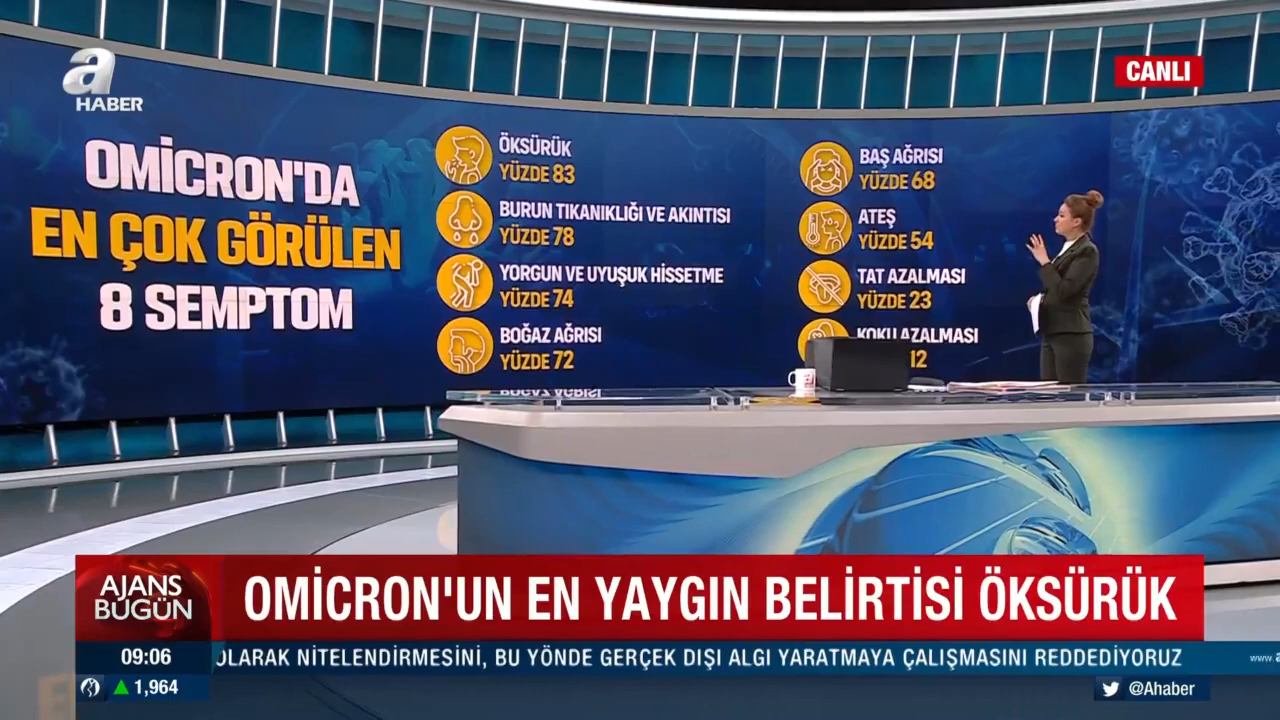 a
HABER
CANLI
OMİCRON'DA
EN ÇOK GÖRÜLEN
8 SEMPTOM
ÖKSÜRÜK
YÜZDE 83
BURUN TIKANIKLIĞI VE AKINTISI
YÜZDE 78
YORGUN VE UYUŞUK HİSSETME
YÜZDE 74
BOĞAZ AĞRISI
YÜZDE 72
BAŞ AĞRISI
YÜZDE 68
ATEŞ
YÜZDE 54
TAT AZALMASI
YÜZDE 23
KOKU AZALMASI
12
AJANS
BUGÜN
OMİCRON'UN EN YAYGIN BELİRTİSİ ÖKSÜRÜK
09:06
OLARAK NİTELENDİRMESİNİ, BU YÖNDE GERÇEK DIŞI ALGI YARATMAYA ÇALIŞMASINI REDDEDİYORUZ
www.a
1,964
@Ahaber